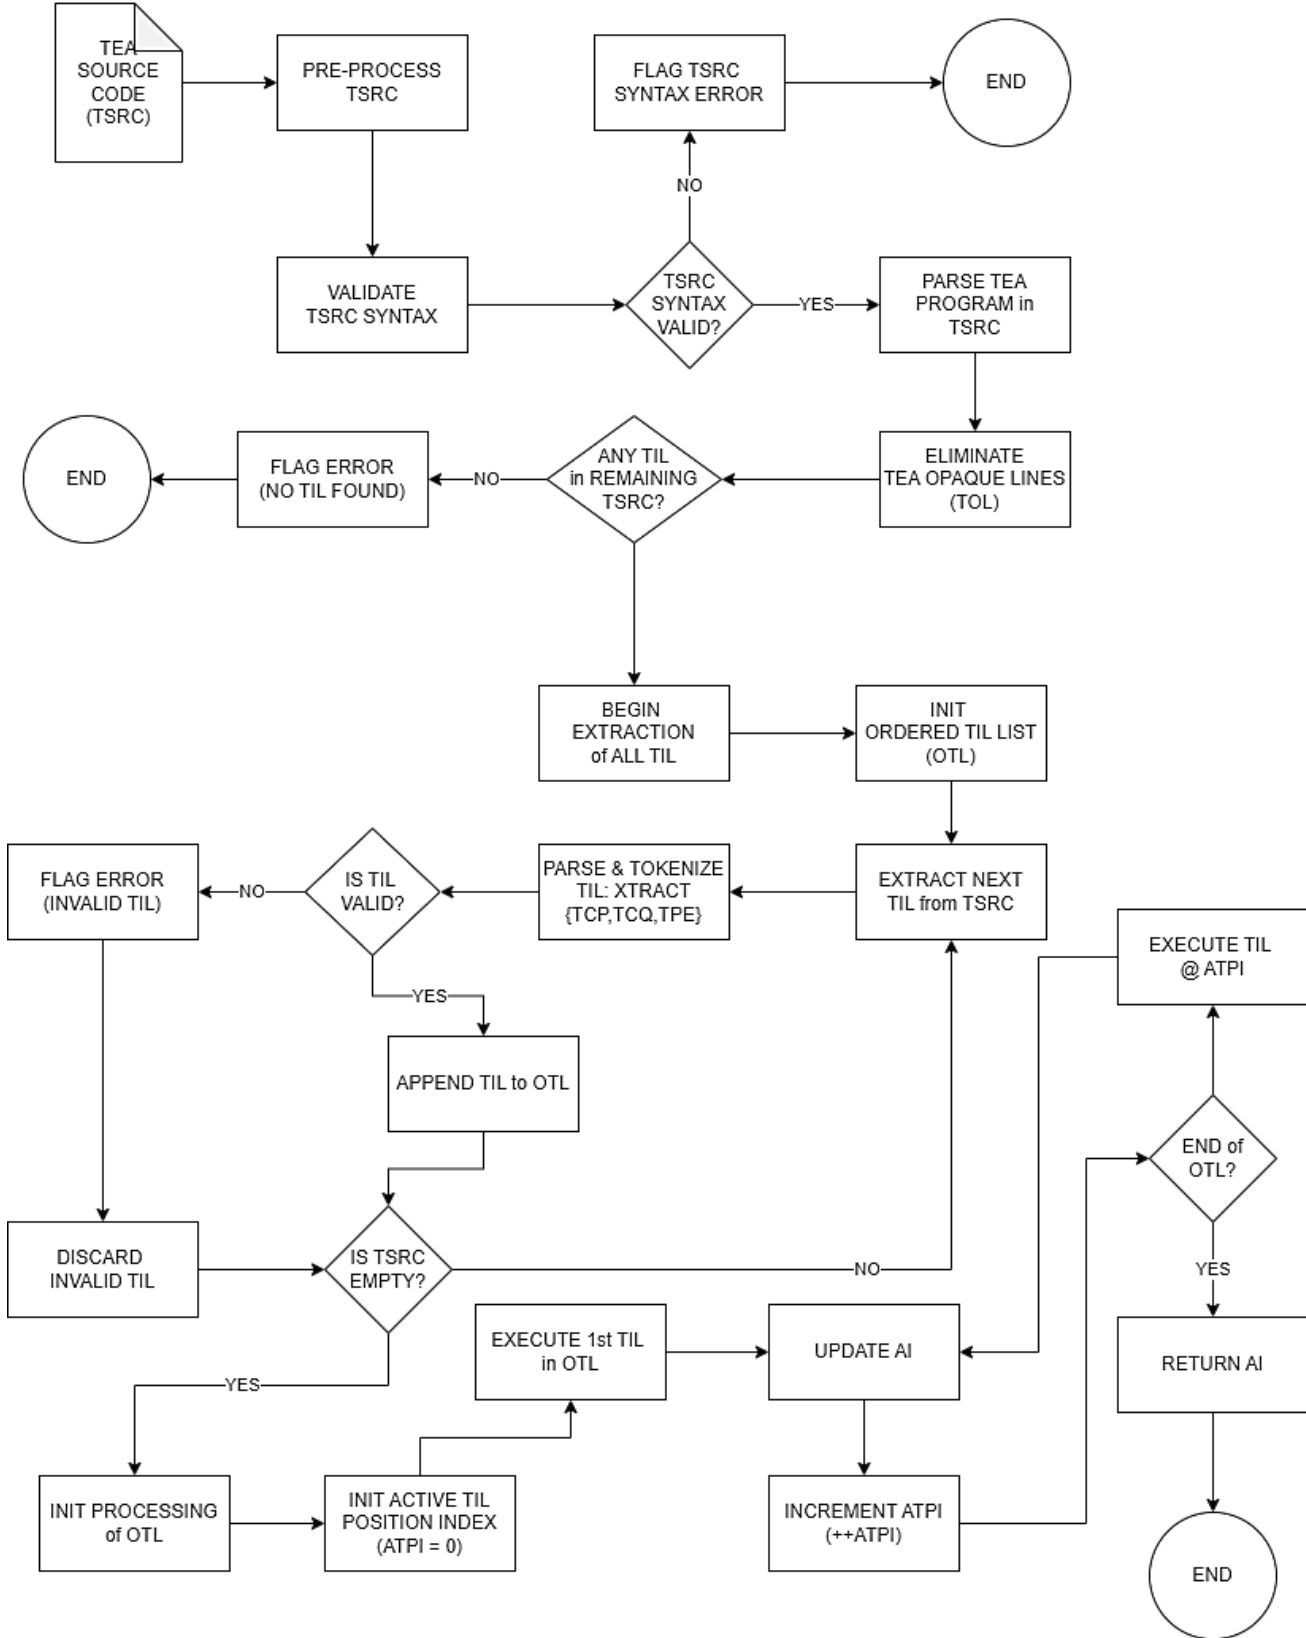 TEA
SOURCE
CODE
(TSRC)
PRE-PROCESS
TSRC
FLAG TSRC
SYNTAX ERROR
END
NO
VALIDATE
TSRC SYNTAX
TSRC
SYNTAX
VALID?
YES
PARSE TEA
PROGRAM in
TSRC
END
FLAG ERROR
(NO TIL FOUND)
NO
ANY TIL
in REMAINING
TSRC?
ELIMINATE
TEA OPAQUE LINES
(TOL)
BEGIN
EXTRACTION
of ALL TIL
INIT
ORDERED TIL LIST
(OTL)
FLAG ERROR
(INVALID TIL)
NO
IS TIL
VALID?
PARSE & TOKENIZE
TIL: XTRACT
{TCP,TCQ,TPE}
EXTRACT NEXT
TIL from TSRC
EXECUTE TIL
@ ATPI
YES
APPEND TIL to OTL
END of
OTL?
DISCARD
INVALID TIL
IS TSRC
EMPTY?
NO
YES
EXECUTE 1st TIL
in OTL
UPDATE AI
RETURN AI
YES
INIT PROCESSING
of OTL
INIT ACTIVE TIL
POSITION INDEX
(ATPI = 0)
INCREMENT ATPI
(++ATPI)
END